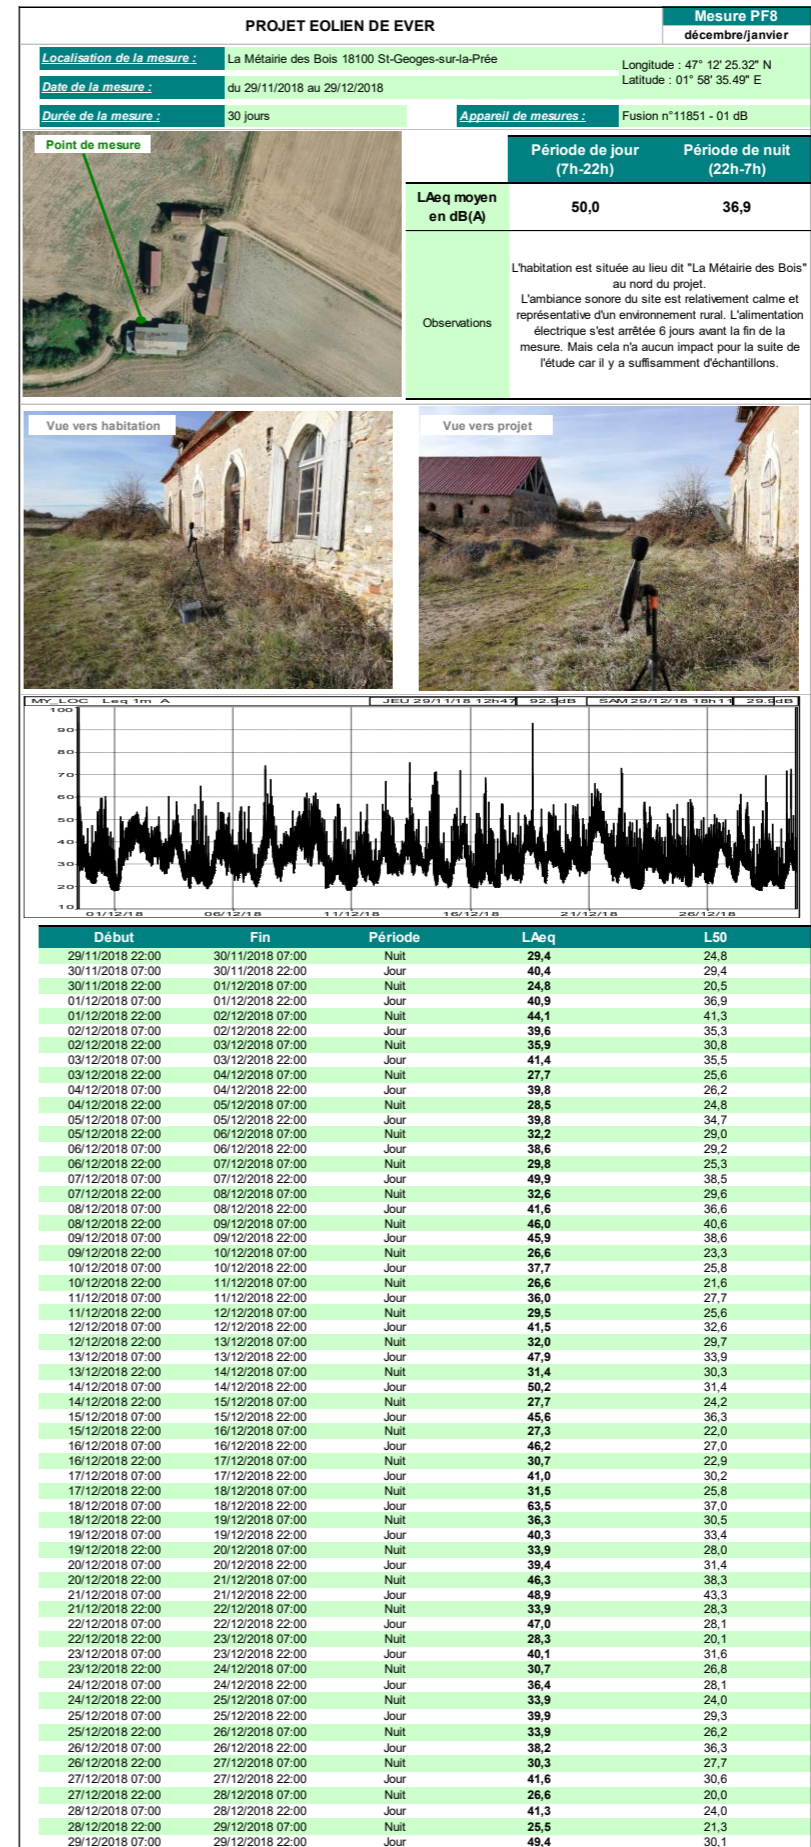 PROJET EOLIEN DE EVER
Mesure PF8
décembre/janvier
Localisation de la mesure : La Métairie des Bois 18100 St-Geoges-sur-la-Prée
Longitude : 47° 12' 25.32" N
Latitude : 01° 58' 35.49" E
Date de la mesure : du 29/11/2018 au 29/12/2018
Durée de la mesure : 30 jours Appareil de mesures : Fusion n°11851 - 01 dB
Point de mesure
Période de jour (7h-22h) Période de nuit (22h-7h)
LAeq moyen en dB(A) 50,0 36,9
Observations
L'habitation est située au lieu dit "La Métairie des Bois"
au nord du projet.
L'ambiance sonore du site est relativement calme et
représentative d'un environnement rural. L'alimentation
électrique s'est arrêtée 6 jours avant la fin de la
mesure. Mais cela n'a aucun impact pour la suite de
l'étude car il y a suffisamment d'échantillons.
Vue vers habitation
Vue vers projet
MY_LOC Leq 1m A JEU 29/11/18 12h47 92.9dB SAM 29/12/18 18h11 29.9dB
100
90
80
70
60
50
40
30
20
10
01/12/18 06/12/18 11/12/18 16/12/18 21/12/18 26/12/18
Début Fin Période LAeq L50
29/11/2018 22:00 30/11/2018 07:00 Nuit 29,4 24,8
30/11/2018 07:00 30/11/2018 22:00 Jour 40,4 29,4
30/11/2018 22:00 01/12/2018 07:00 Nuit 24,8 20,5
01/12/2018 07:00 01/12/2018 22:00 Jour 40,9 36,9
01/12/2018 22:00 02/12/2018 07:00 Nuit 44,1 41,3
02/12/2018 07:00 02/12/2018 22:00 Jour 39,6 35,3
02/12/2018 22:00 03/12/2018 07:00 Nuit 35,9 30,8
03/12/2018 07:00 03/12/2018 22:00 Jour 41,4 35,5
03/12/2018 22:00 04/12/2018 07:00 Nuit 27,7 25,6
04/12/2018 07:00 04/12/2018 22:00 Jour 39,8 26,2
04/12/2018 22:00 05/12/2018 07:00 Nuit 28,5 24,8
05/12/2018 07:00 05/12/2018 22:00 Jour 39,8 34,7
05/12/2018 22:00 06/12/2018 07:00 Nuit 32,2 29,0
06/12/2018 07:00 06/12/2018 22:00 Jour 38,6 29,2
06/12/2018 22:00 07/12/2018 07:00 Nuit 29,8 25,3
07/12/2018 07:00 07/12/2018 22:00 Jour 49,9 38,5
07/12/2018 22:00 08/12/2018 07:00 Nuit 32,6 29,6
08/12/2018 07:00 08/12/2018 22:00 Jour 41,6 36,6
08/12/2018 22:00 09/12/2018 07:00 Nuit 46,0 40,6
09/12/2018 07:00 09/12/2018 22:00 Jour 45,9 38,6
09/12/2018 22:00 10/12/2018 07:00 Nuit 26,6 23,3
10/12/2018 07:00 10/12/2018 22:00 Jour 37,7 25,8
10/12/2018 22:00 11/12/2018 07:00 Nuit 26,6 21,6
11/12/2018 07:00 11/12/2018 22:00 Jour 36,0 27,7
11/12/2018 22:00 12/12/2018 07:00 Nuit 29,5 25,6
12/12/2018 07:00 12/12/2018 22:00 Jour 41,5 32,6
12/12/2018 22:00 13/12/2018 07:00 Nuit 32,0 29,7
13/12/2018 07:00 13/12/2018 22:00 Jour 47,9 33,9
13/12/2018 22:00 14/12/2018 07:00 Nuit 31,4 30,3
14/12/2018 07:00 14/12/2018 22:00 Jour 50,2 31,4
14/12/2018 22:00 15/12/2018 07:00 Nuit 27,7 24,2
15/12/2018 07:00 15/12/2018 22:00 Jour 45,6 36,3
15/12/2018 22:00 16/12/2018 07:00 Nuit 27,3 22,0
16/12/2018 07:00 16/12/2018 22:00 Jour 46,2 27,0
16/12/2018 22:00 17/12/2018 07:00 Nuit 30,7 22,9
17/12/2018 07:00 17/12/2018 22:00 Jour 41,0 30,2
17/12/2018 22:00 18/12/2018 07:00 Nuit 31,5 25,8
18/12/2018 07:00 18/12/2018 22:00 Jour 63,5 37,0
18/12/2018 22:00 19/12/2018 07:00 Nuit 36,3 30,5
19/12/2018 07:00 19/12/2018 22:00 Jour 40,3 33,4
19/12/2018 22:00 20/12/2018 07:00 Nuit 33,9 28,0
20/12/2018 07:00 20/12/2018 22:00 Jour 39,4 31,4
20/12/2018 22:00 21/12/2018 07:00 Nuit 46,3 38,3
21/12/2018 07:00 21/12/2018 22:00 Jour 48,9 43,3
21/12/2018 22:00 22/12/2018 07:00 Nuit 33,9 28,3
22/12/2018 07:00 22/12/2018 22:00 Jour 47,0 28,1
22/12/2018 22:00 23/12/2018 07:00 Nuit 28,3 20,1
23/12/2018 07:00 23/12/2018 22:00 Jour 40,1 31,6
23/12/2018 22:00 24/12/2018 07:00 Nuit 30,7 26,8
24/12/2018 07:00 24/12/2018 22:00 Jour 36,4 28,1
24/12/2018 22:00 25/12/2018 07:00 Nuit 33,9 24,0
25/12/2018 07:00 25/12/2018 22:00 Jour 39,9 29,3
25/12/2018 22:00 26/12/2018 07:00 Nuit 33,9 26,2
26/12/2018 07:00 26/12/2018 22:00 Jour 38,2 36,3
26/12/2018 22:00 27/12/2018 07:00 Nuit 30,3 27,7
27/12/2018 07:00 27/12/2018 22:00 Jour 41,6 30,6
27/12/2018 22:00 28/12/2018 07:00 Nuit 26,6 20,0
28/12/2018 07:00 28/12/2018 22:00 Jour 41,3 24,0
28/12/2018 22:00 29/12/2018 07:00 Nuit 25,5 21,3
29/12/2018 07:00 29/12/2018 22:00 Jour 49,4 30,1